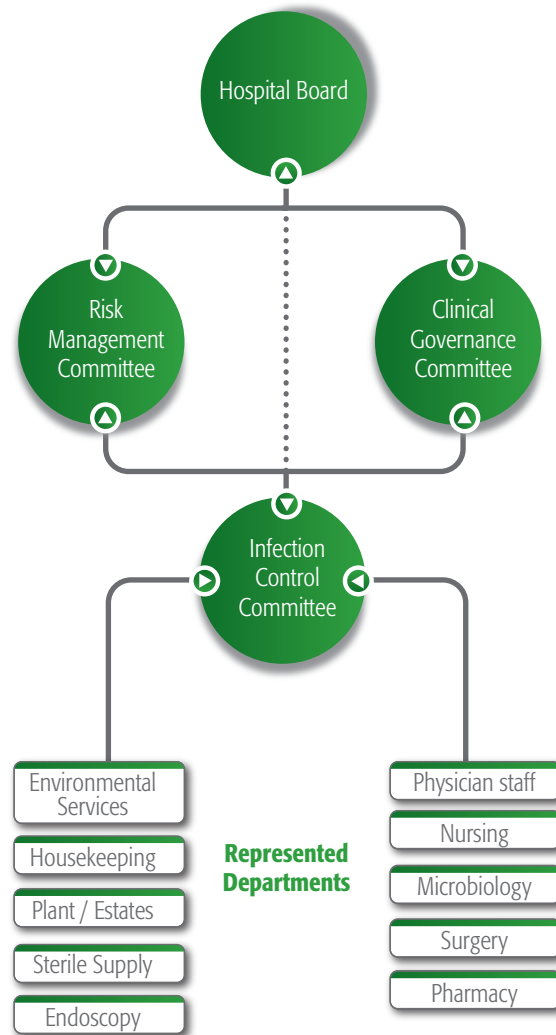 Hospital Board
Risk
Management
Committee
Clinical
Governance
Committee
Infection
Control
Committee
Environmental
Services
Housekeeping
Plant / Estates
Sterile Supply
Endoscopy
Represented
Departments
Physician staff
Nursing
Microbiology
Surgery
Pharmacy